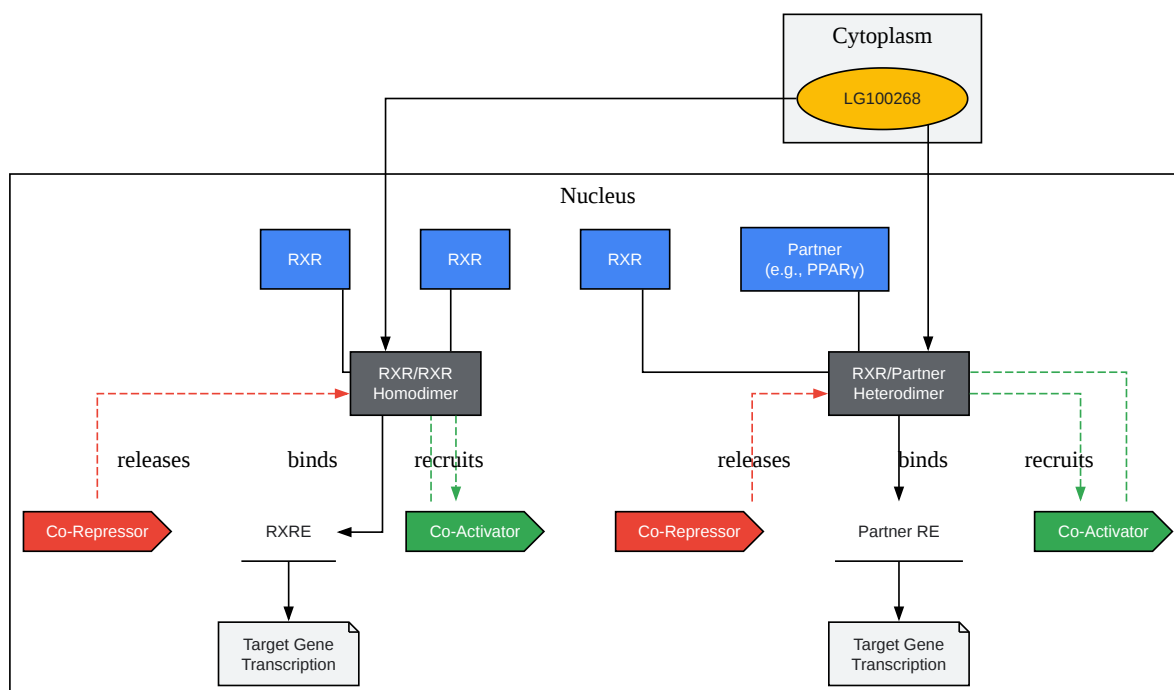 Cytoplasm
LG100268
Nucleus
RXR
RXR
RXR
Partner
(e.g., PPARγ)
RXR/RXR
Homodimer
RXR/Partner
Heterodimer
releases
binds
recruits
releases
binds
recruits
Co-Repressor
RXRE
Co-Activator
Co-Repressor
Partner RE
Co-Activator
Target Gene
Transcription
Target Gene
Transcription